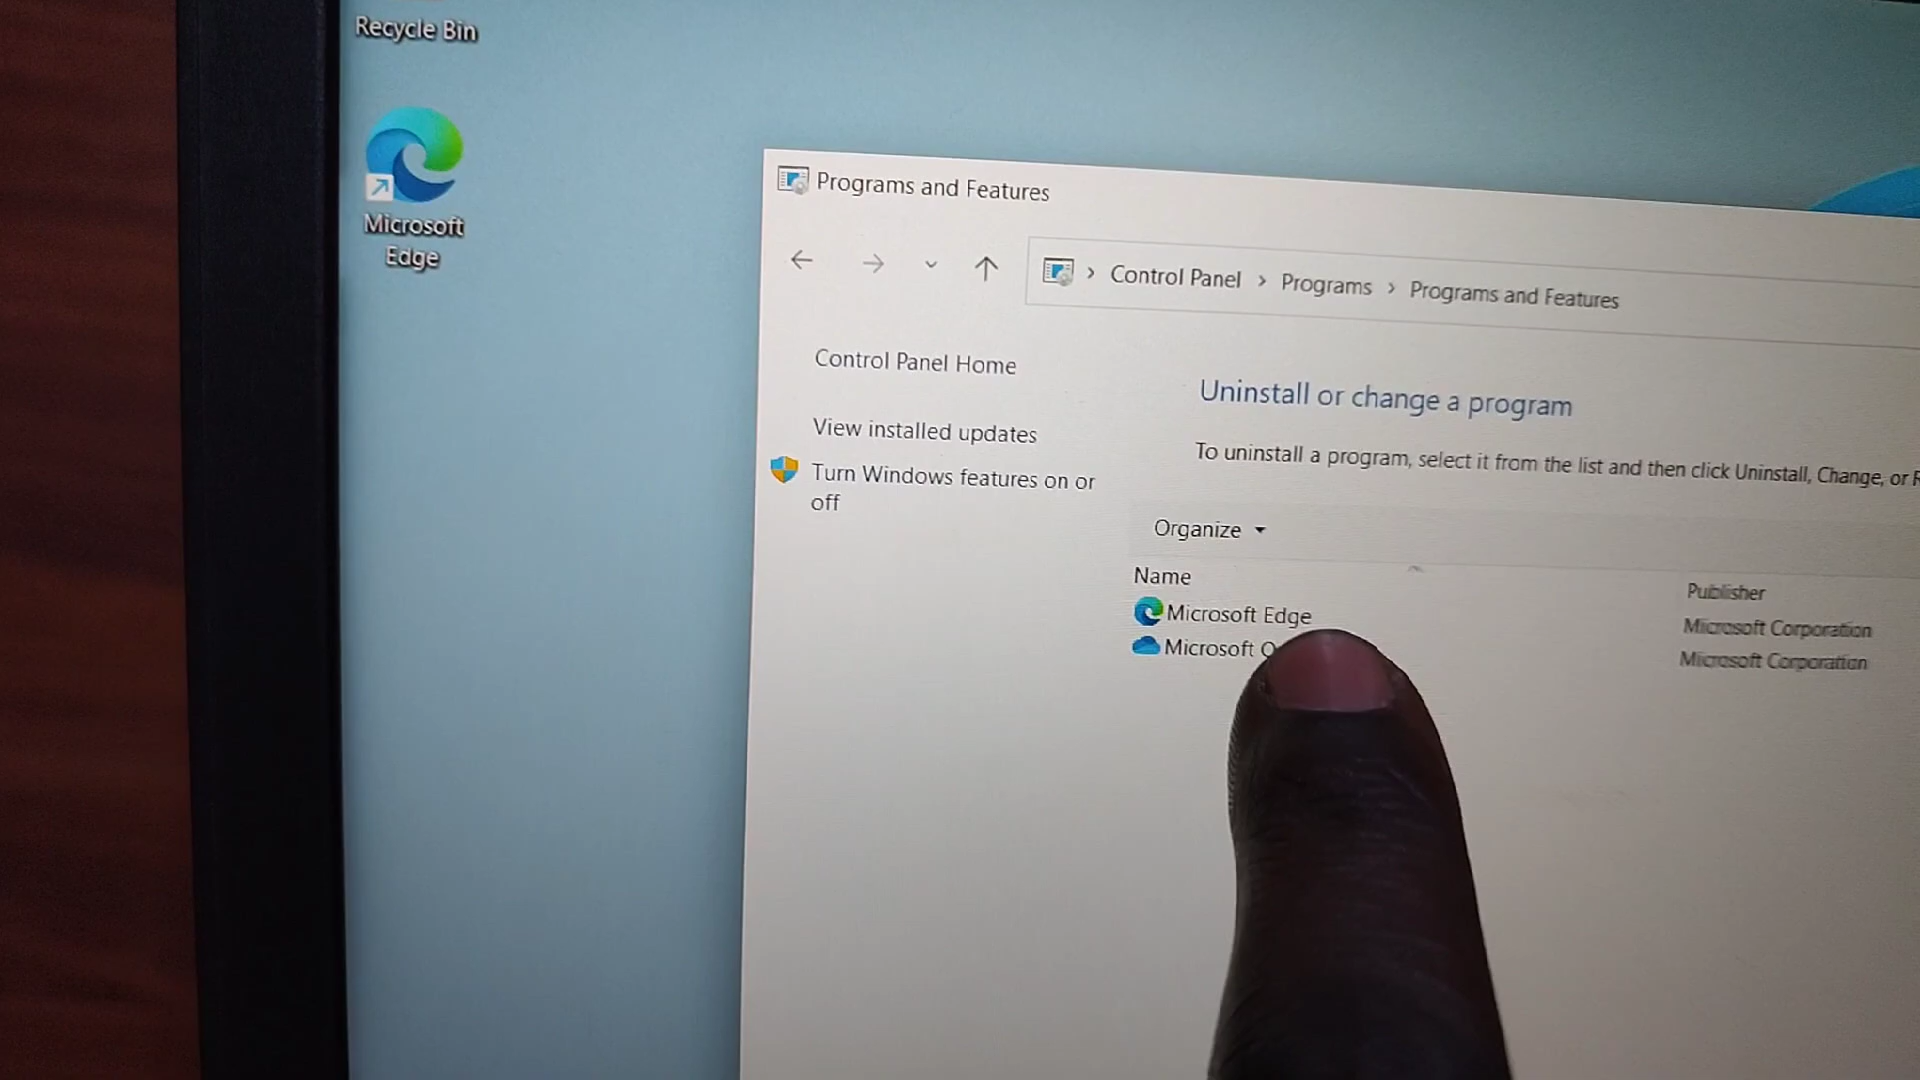 Recycle Bin
Microsoft
Edge
Programs and Features
Control Panel > Programs > Programs and Features
Control Panel Home
View installed updates
Turn Windows features on or
off
Uninstall or change a program
To uninstall a program, select it from the list and then click Uninstall, Change, or R
Organize
Name
Publisher
Microsoft Edge
Microsoft Corporation
Microsoft
Microsoft Corporation